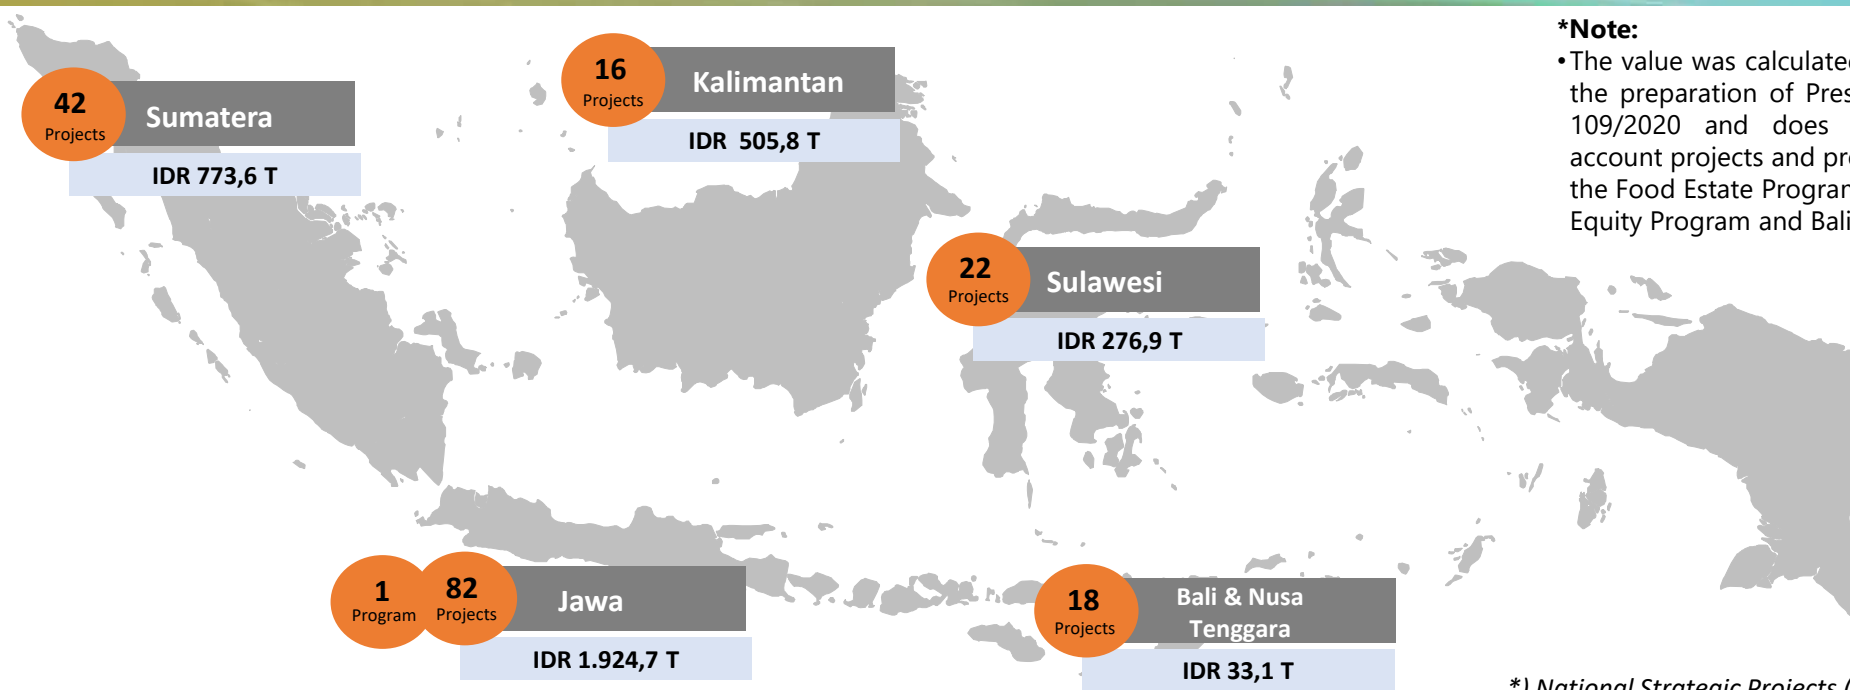 *Note:
•The value was calculated
the preparation of Pres
109/2020 and does
account projects and pr
the Food Estate Program
Equity Program and Bali
42
Projects
Sumatera
IDR 773,6 T
16
Projects
Kalimantan
IDR 505,8 T
22
Projects
Sulawesi
IDR 276,9 T
1
Program
82
Projects
Jawa
IDR 1.924,7 T
18
Projects
Bali & Nusa
Tenggara
IDR 33,1 T
*) National Strategic Projects (